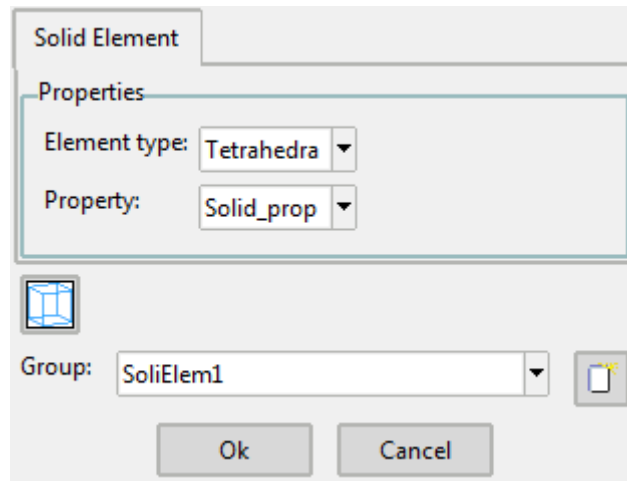 Solid Element
Properties
Element type: Tetrahedra
Property: Solid_prop
Group: SoliElem1
Ok Cancel